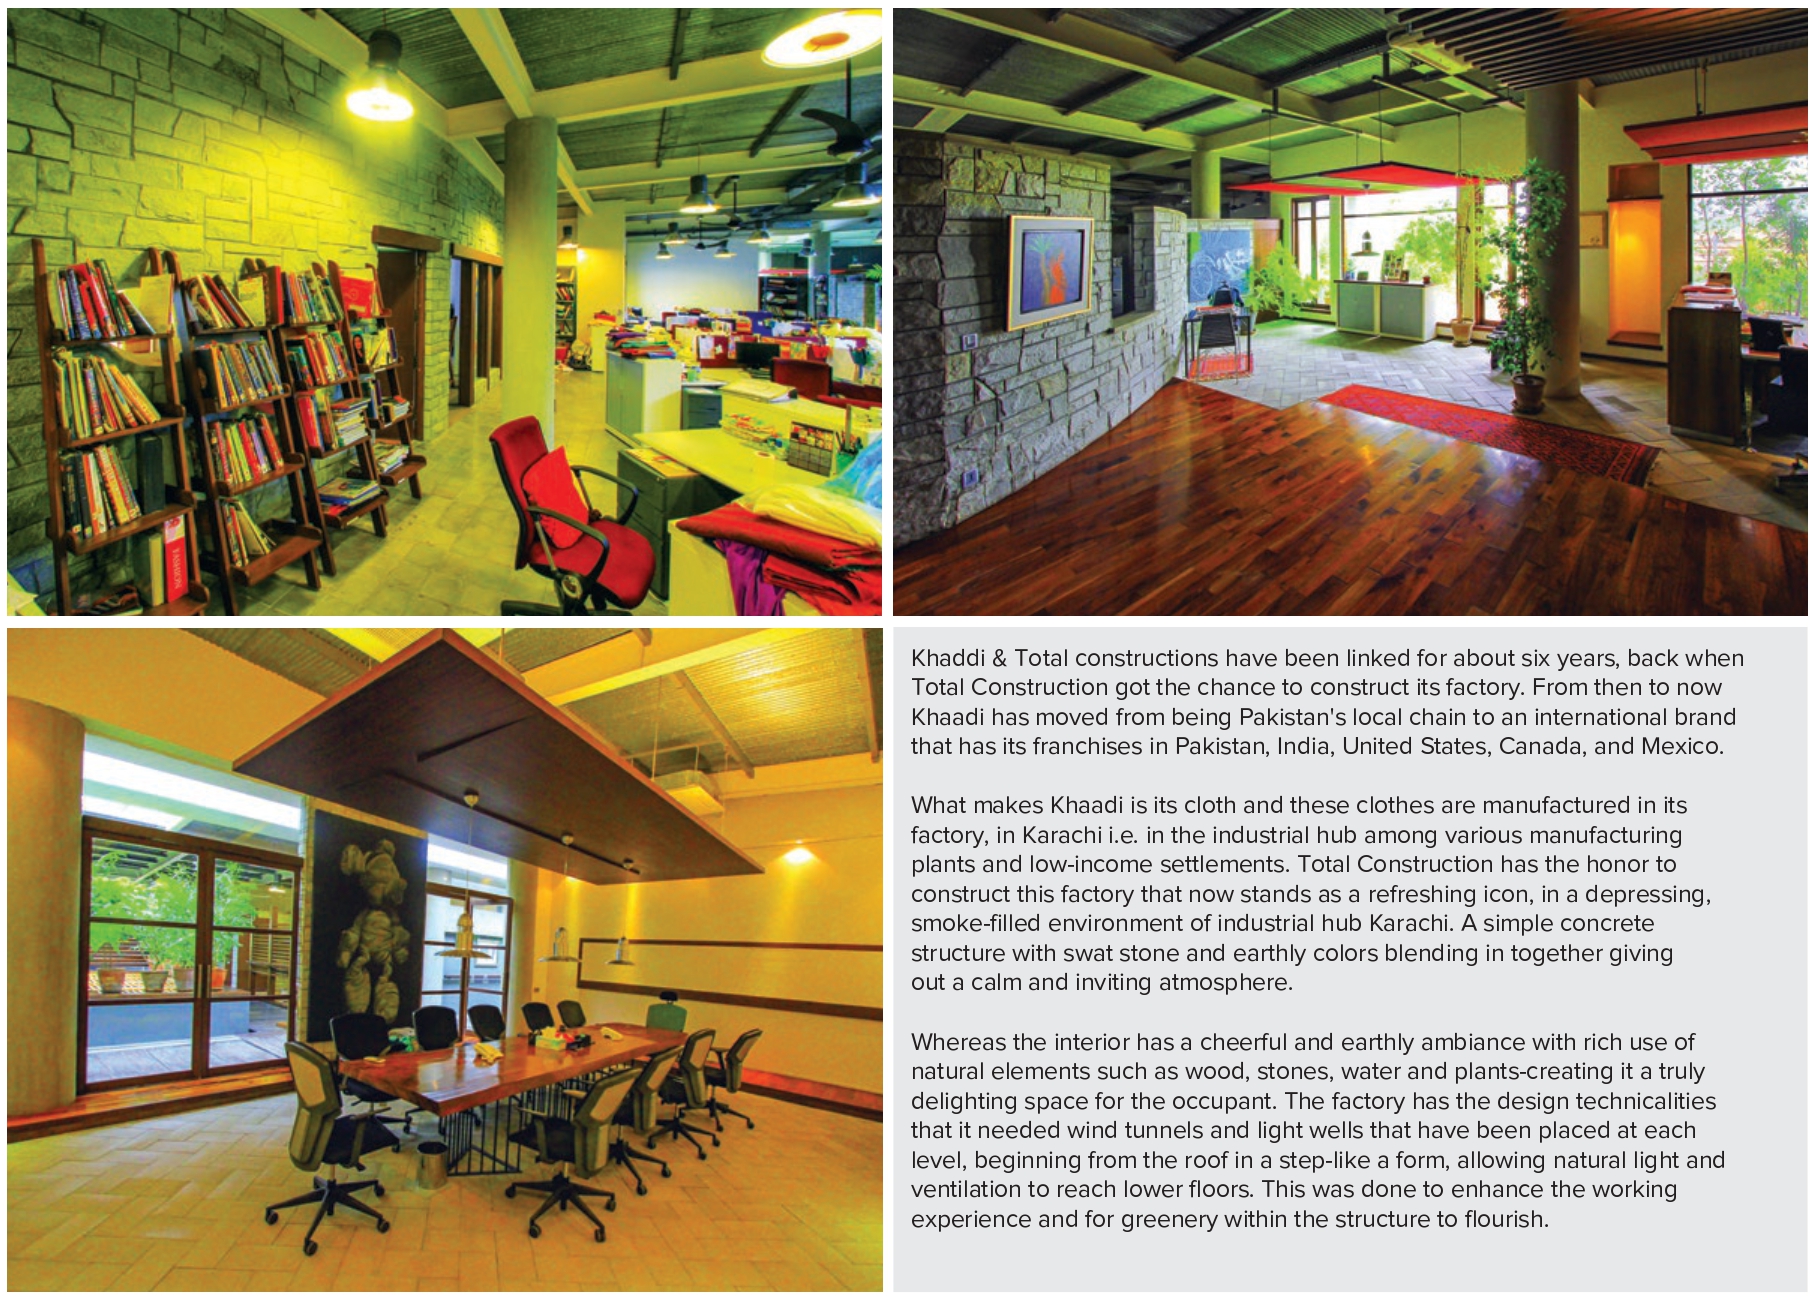 FASHION
Khaddi & Total constructions have been linked for about six years, back when
Total Construction got the chance to construct its factory. From then to now
Khaadi has moved from being Pakistan's local chain to an international brand
that has its franchises in Pakistan, India, United States, Canada, and Mexico.
What makes Khaadi is its cloth and these clothes are manufactured in its
factory, in Karachi i.e. in the industrial hub among various manufacturing
plants and low-income settlements. Total Construction has the honor to
construct this factory that now stands as a refreshing icon, in a depressing,
smoke-filled environment of industrial hub Karachi. A simple concrete
structure with swat stone and earthly colors blending in together giving
out a calm and inviting atmosphere.
Whereas the interior has a cheerful and earthly ambiance with rich use of
natural elements such as wood, stones, water and plants-creating it a truly
delighting space for the occupant. The factory has the design technicalities
that it needed wind tunnels and light wells that have been placed at each
level, beginning from the roof in a step-like a form, allowing natural light and
ventilation to reach lower floors. This was done to enhance the working
experience and for greenery within the structure to flourish.